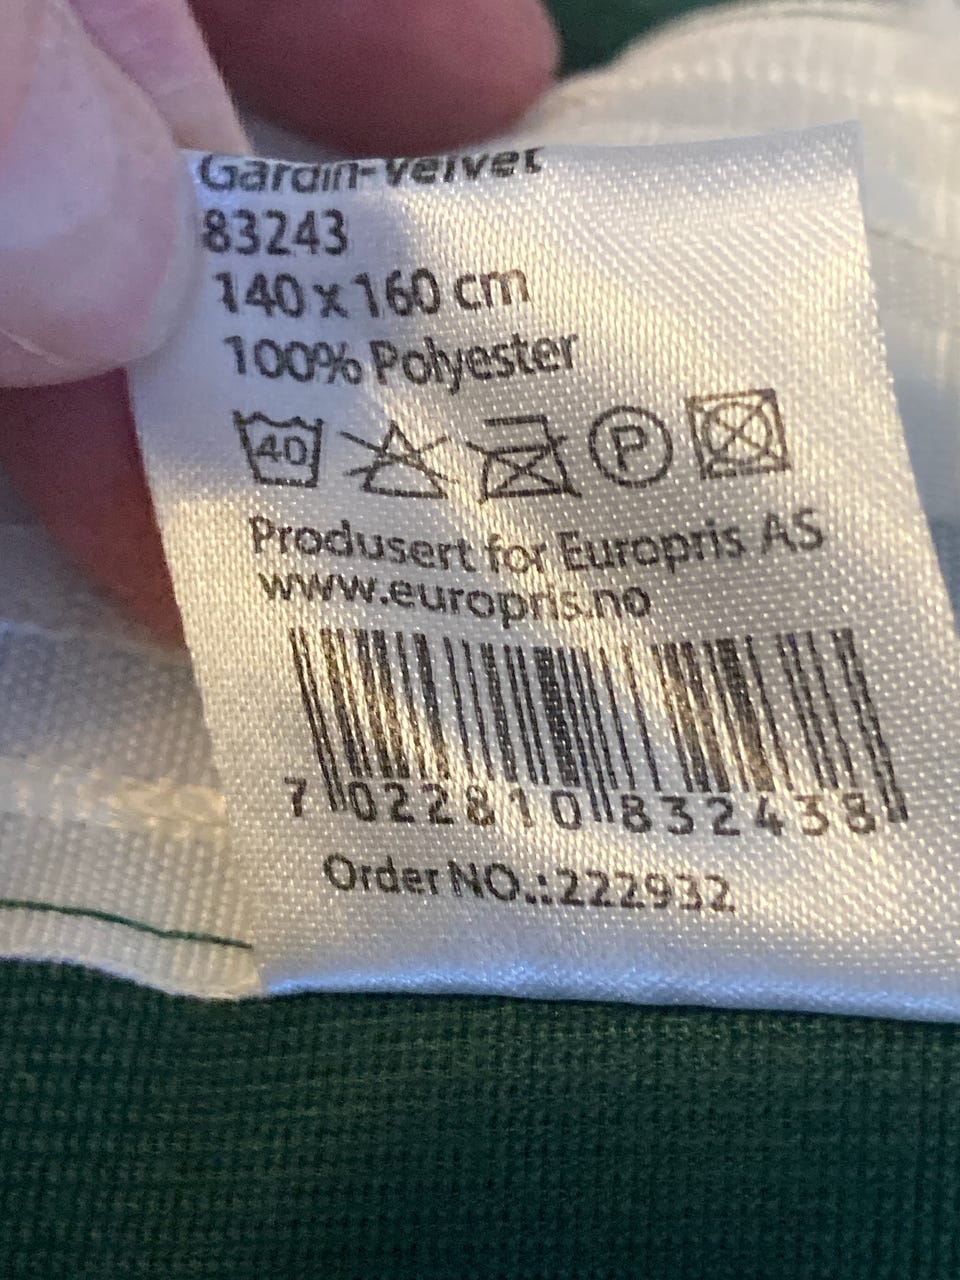 Gardin-Velvet
83243
140 x 160 cm
100% Polyester
40 P
Produsert for Europris AS
www.europris.no
7 022810 832438
Order NO.:222932